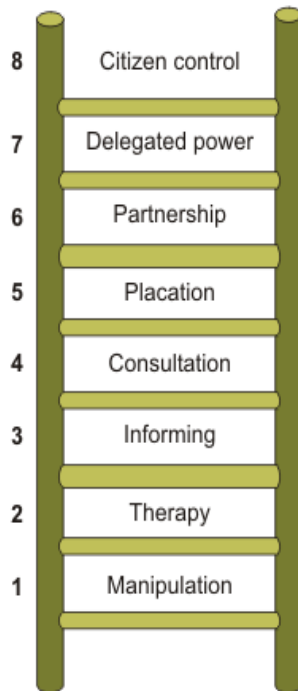 8 Citizen control
7 Delegated power
6 Partnership
5 Placation
4 Consultation
3 Informing
2 Therapy
1 Manipulation